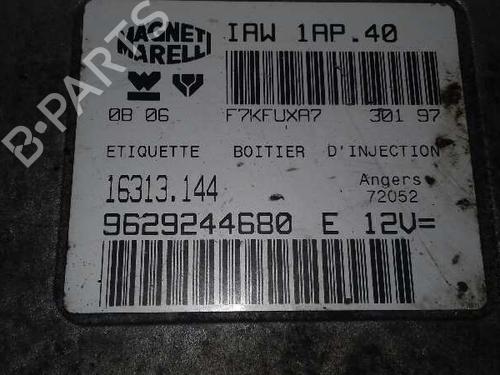 MAGNETI
MARELLI
IAW 1AP.40
0B 06
F7KFUXA7
301 97
ETIQUETTE BOITIER D'INJECTION
16313.144
Angers
72052
9629244680 E 12V=
B-PARTS